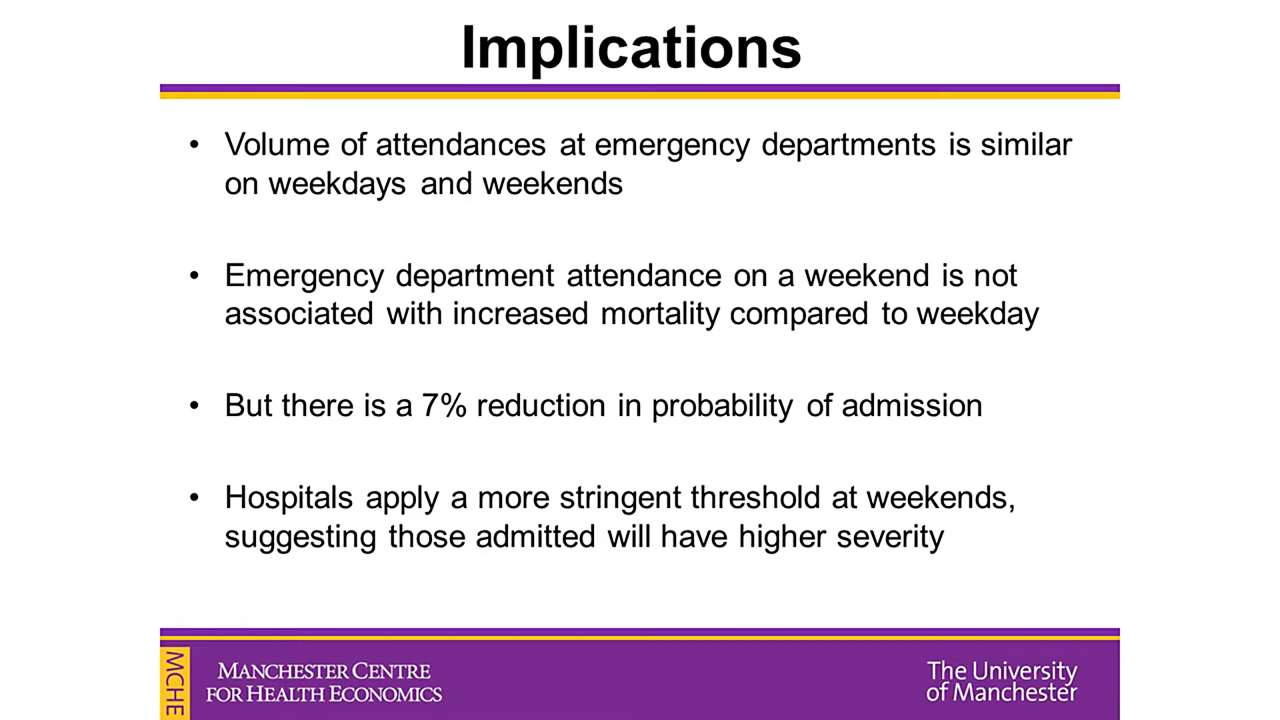 Implications
• Volume of attendances at emergency departments is similar
on weekdays and weekends
• Emergency department attendance on a weekend is not
associated with increased mortality compared to weekday
• But there is a 7% reduction in probability of admission
• Hospitals apply a more stringent threshold at weekends,
suggesting those admitted will have higher severity
MCHE
MANCHESTER CENTRE
FOR HEALTH ECONOMICS
The University
of Manchester